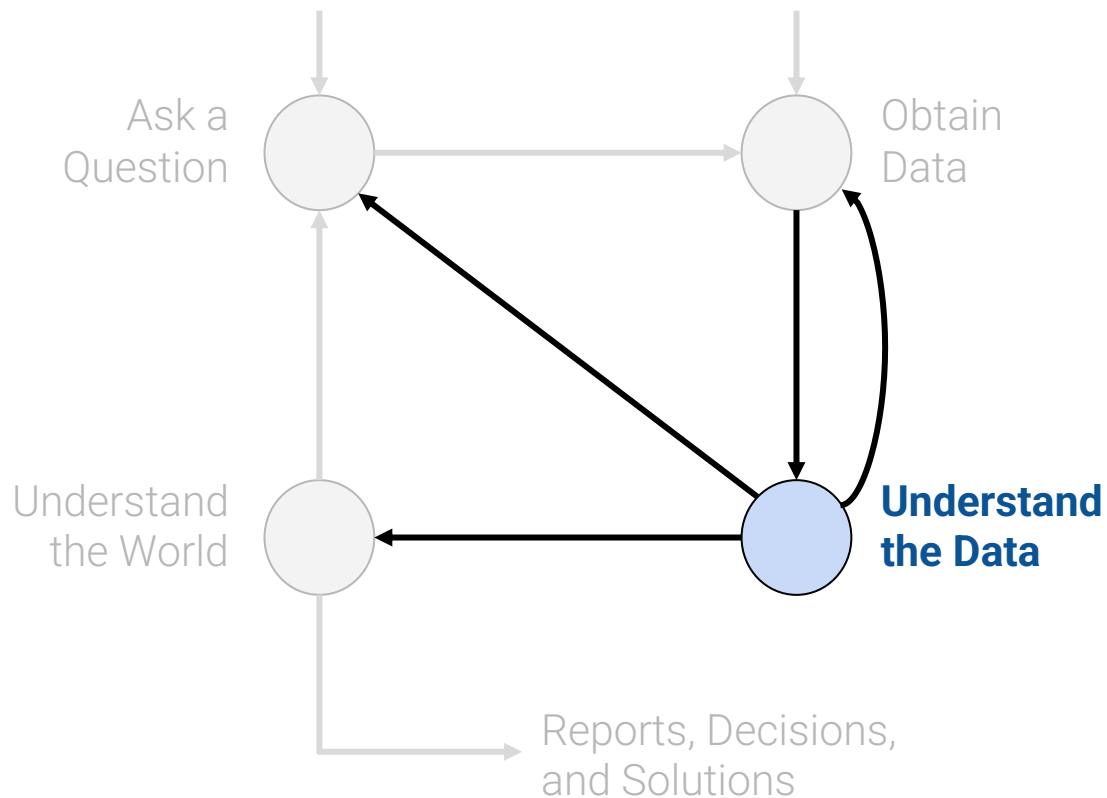 Ask a
Question
Obtain
Data
Understand
the World
Understand
the Data
Reports, Decisions,
and Solutions